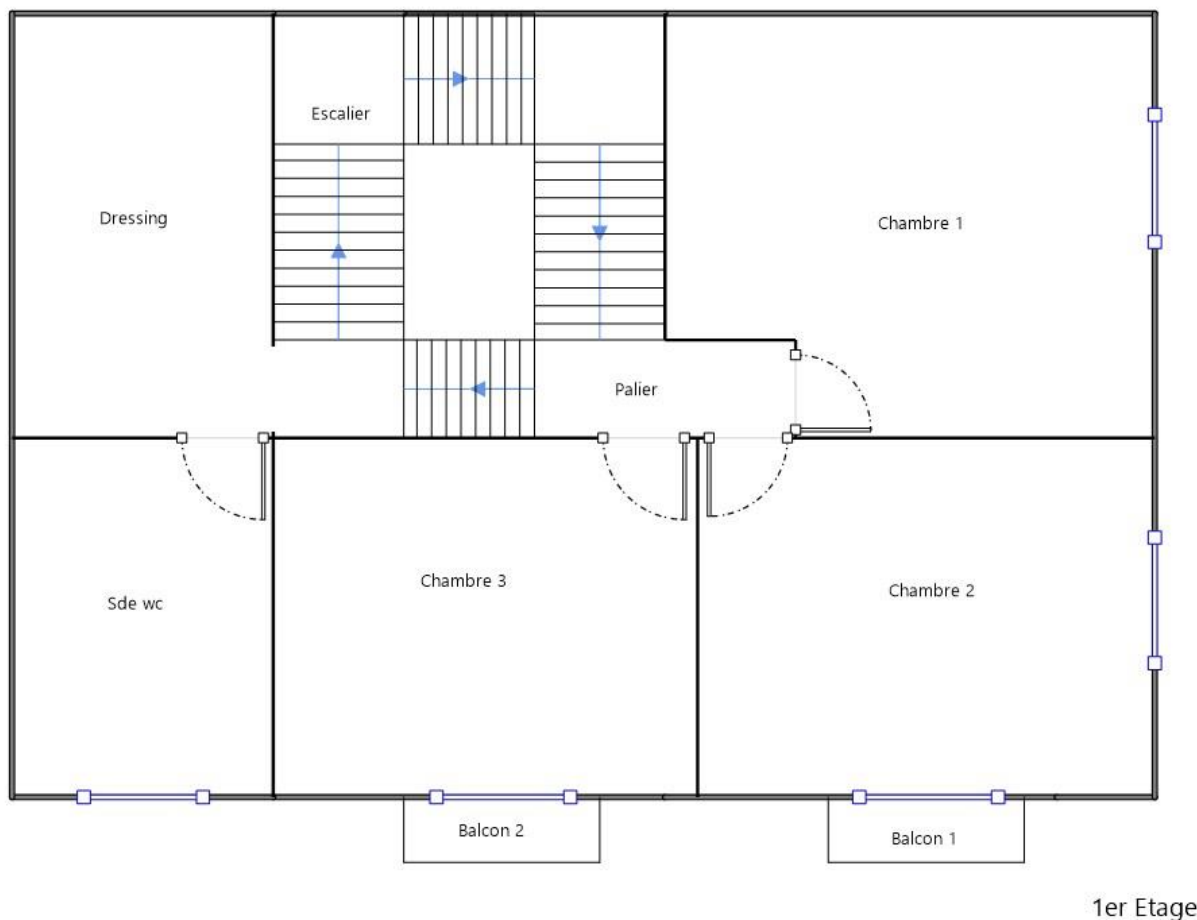 Escalier
Dressing
Chambre 1
Palier
Chambre 3
Chambre 2
Sde wc
Balcon 2
Balcon 1
1er Etage